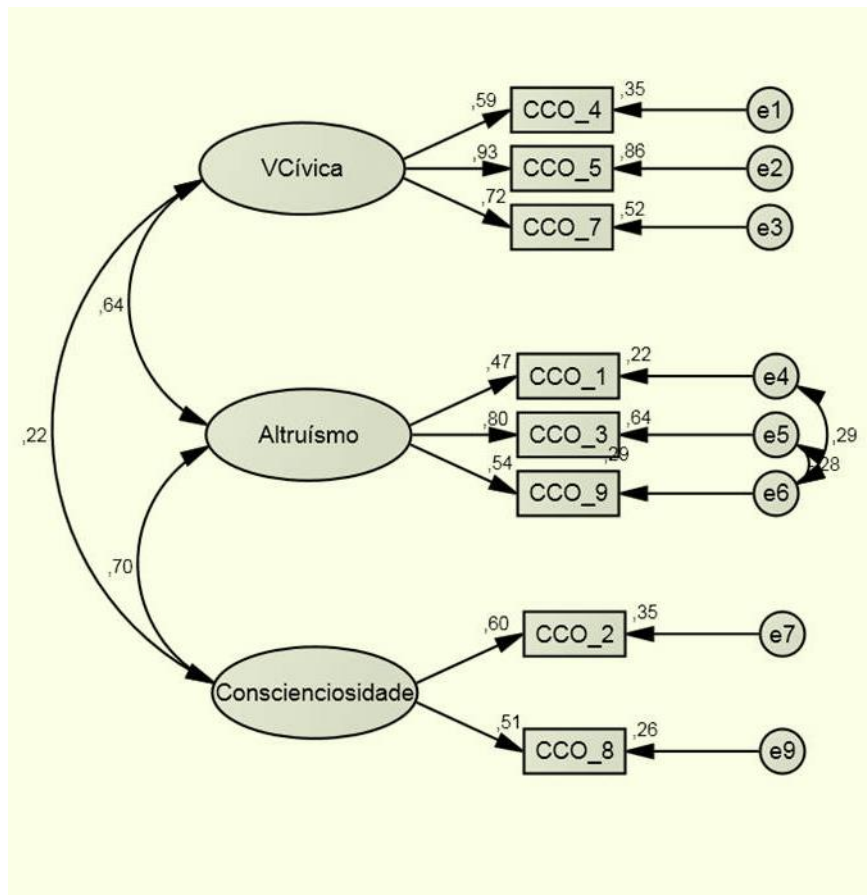 ,59
CCO_4
,35
e1
VCívica
,93
CCO_5
,86
e2
,72
CCO_7
,52
e3
,64
,47
CCO_1
,22
e4
,22
Altruísmo
,80
CCO_3
,64
e5
,29
,54
CCO_9
,29
e6
,70
,60
CCO_2
,35
e7
Conscienciosidade
,51
CCO_8
,26
e9